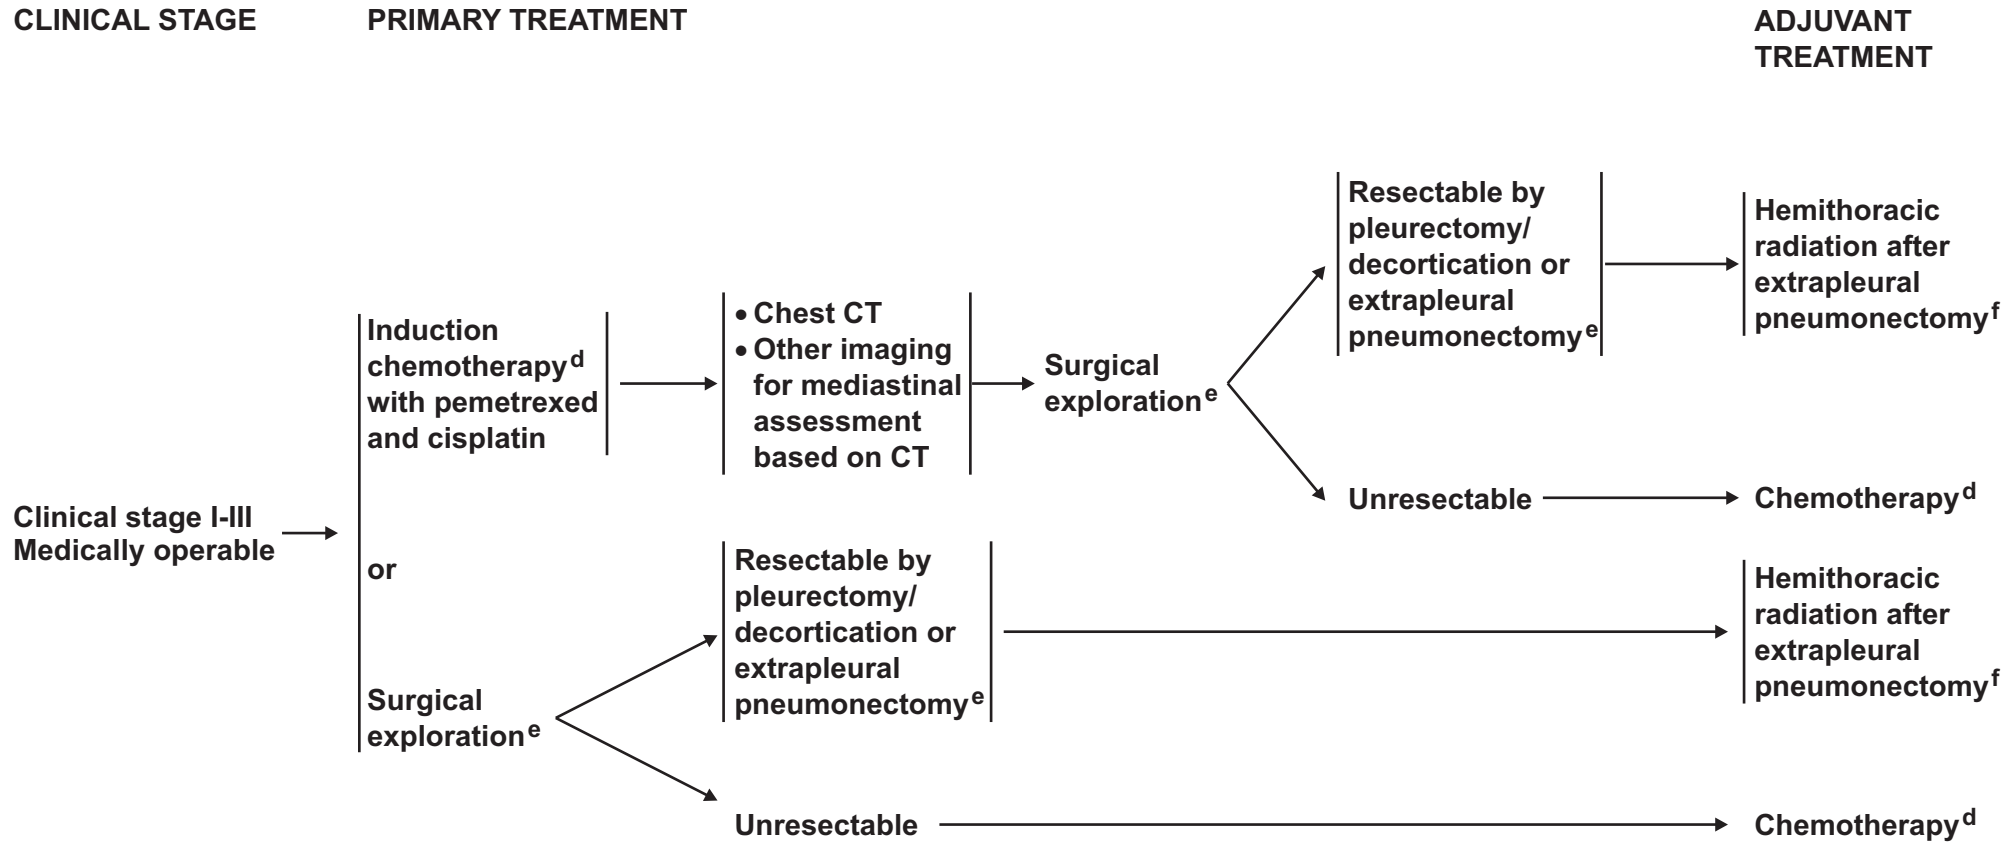 CLINICAL STAGE
PRIMARY TREATMENT
ADJUVANT
TREATMENT
Clinical stage I-III
Medically operable
Induction
chemotherapy d
with pemetrexed
and cisplatin
or
Surgical
exploration e
• Chest CT
• Other imaging
for mediastinal
assessment
based on CT
Surgical
exploration e
Resectable by
pleurectomy/
decortication or
extrapleural
pneumonectomy e
Hemithoracic
radiation after
extrapleural
pneumonectomy f
Unresectable
Chemotherapy d
Resectable by
pleurectomy/
decortication or
extrapleural
pneumonectomy e
Hemithoracic
radiation after
extrapleural
pneumonectomy f
Unresectable
Chemotherapy d